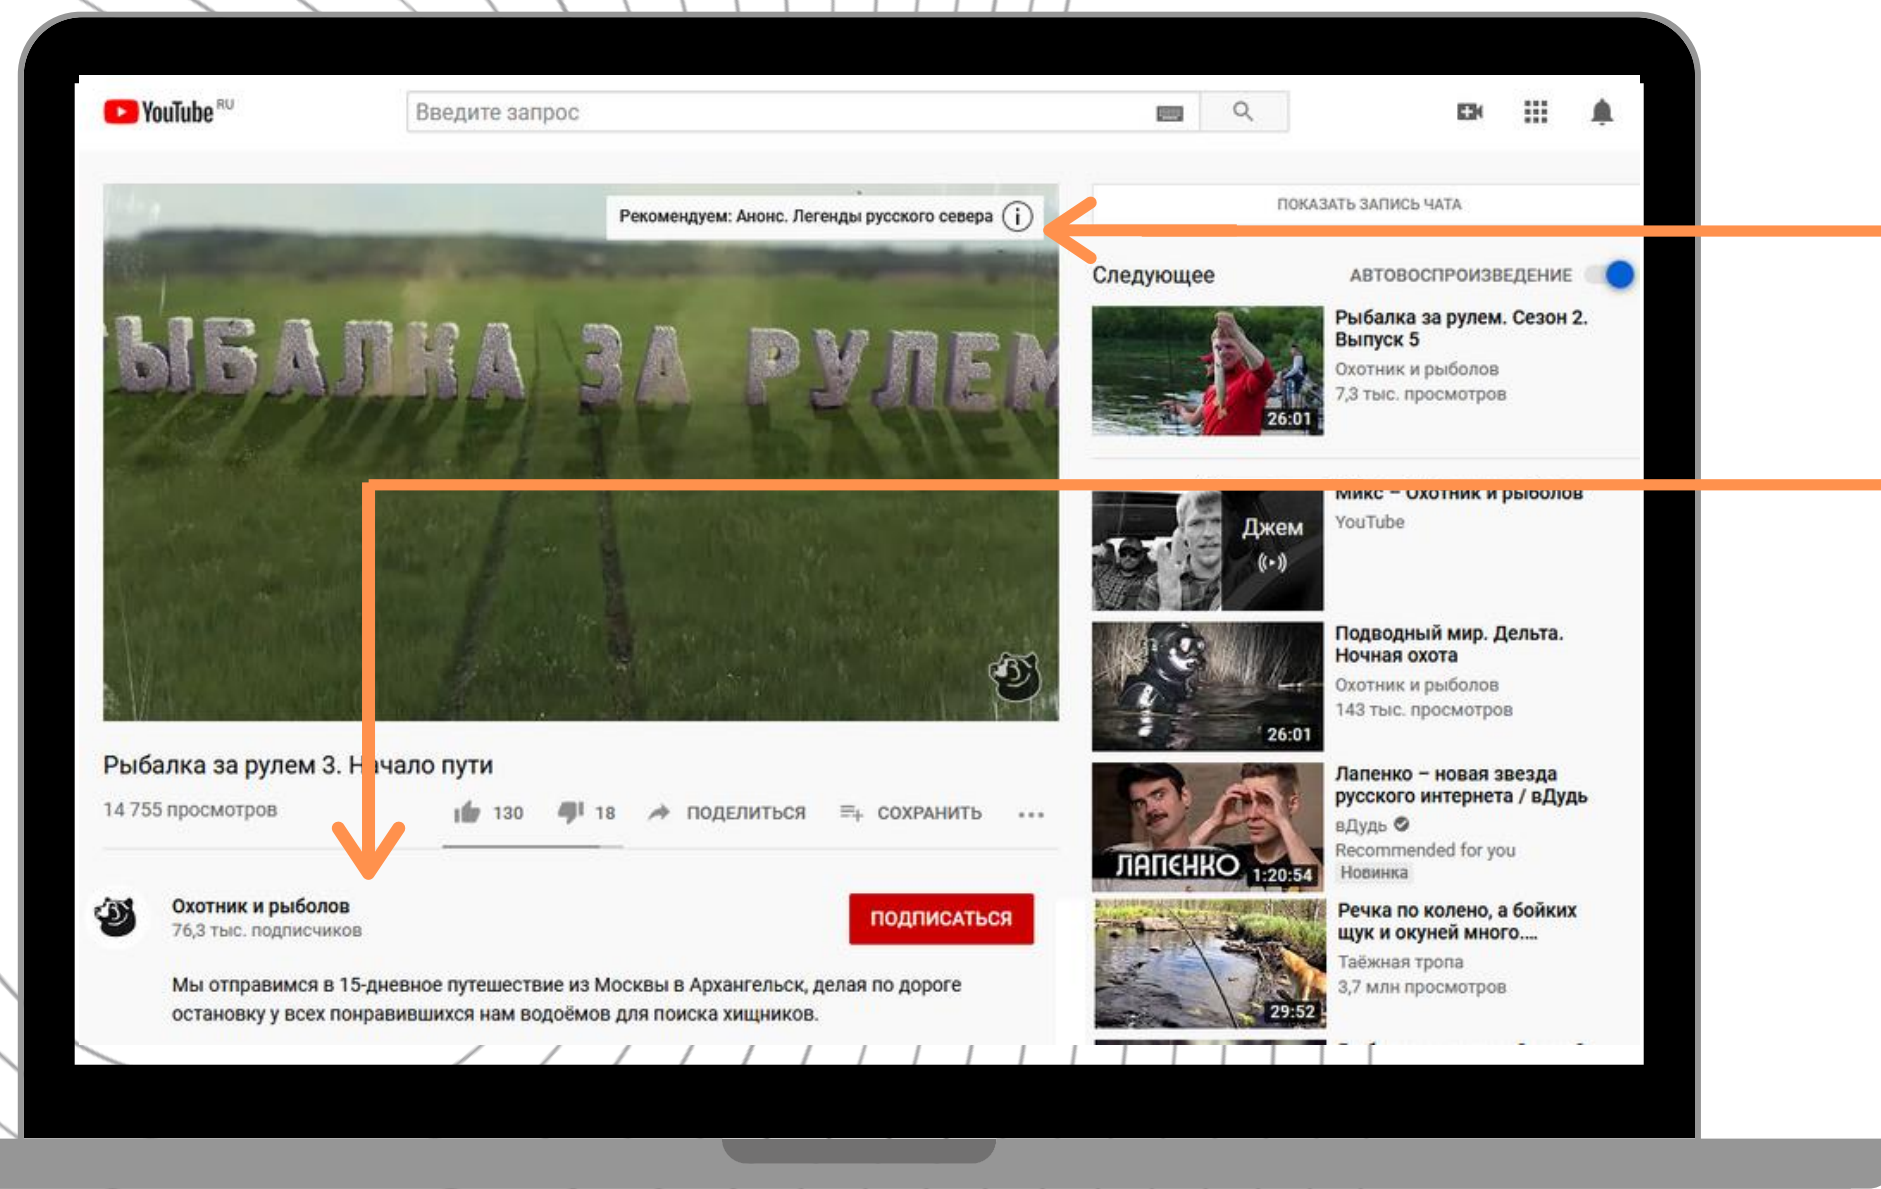 YouTube RU
Введите запрос
Рекомендуем: Анонс. Легенды русского севера
ЫБАЛКА ЗА РУЛЕМ
Рыбалка за рулем 3. Начало пути
14 755 просмотров
130
18
ПОДЕЛИТЬСЯ
СОХРАНИТЬ
Охотник и рыболов
76,3 тыс. подписчиков
ПОДПИСАТЬСЯ
Мы отправимся в 15-дневное путешествие из Москвы в Архангельск, делая по дороге
остановку у всех понравившихся нам водоёмов для поиска хищников.
ПОКАЗАТЬ ЗАПИСЬ ЧАТА
Следующее
АВТОВОСПРОИЗВЕДЕНИЕ
26:01
Рыбалка за рулем. Сезон 2.
Выпуск 5
Охотник и рыболов
7,3 тыс. просмотров
Джем
Микс – Охотник и рыболов
YouTube
26:01
Подводный мир. Дельта.
Ночная охота
Охотник и рыболов
143 тыс. просмотров
ЛАПЕНКО
1:20:54
Лапенко – новая звезда
русского интернета / вДудь
вДудь
Recommended for you
Новинка
29:52
Речка по колено, а бойких
щук и окуней много....
Таёжная тропа
3,7 млн просмотров